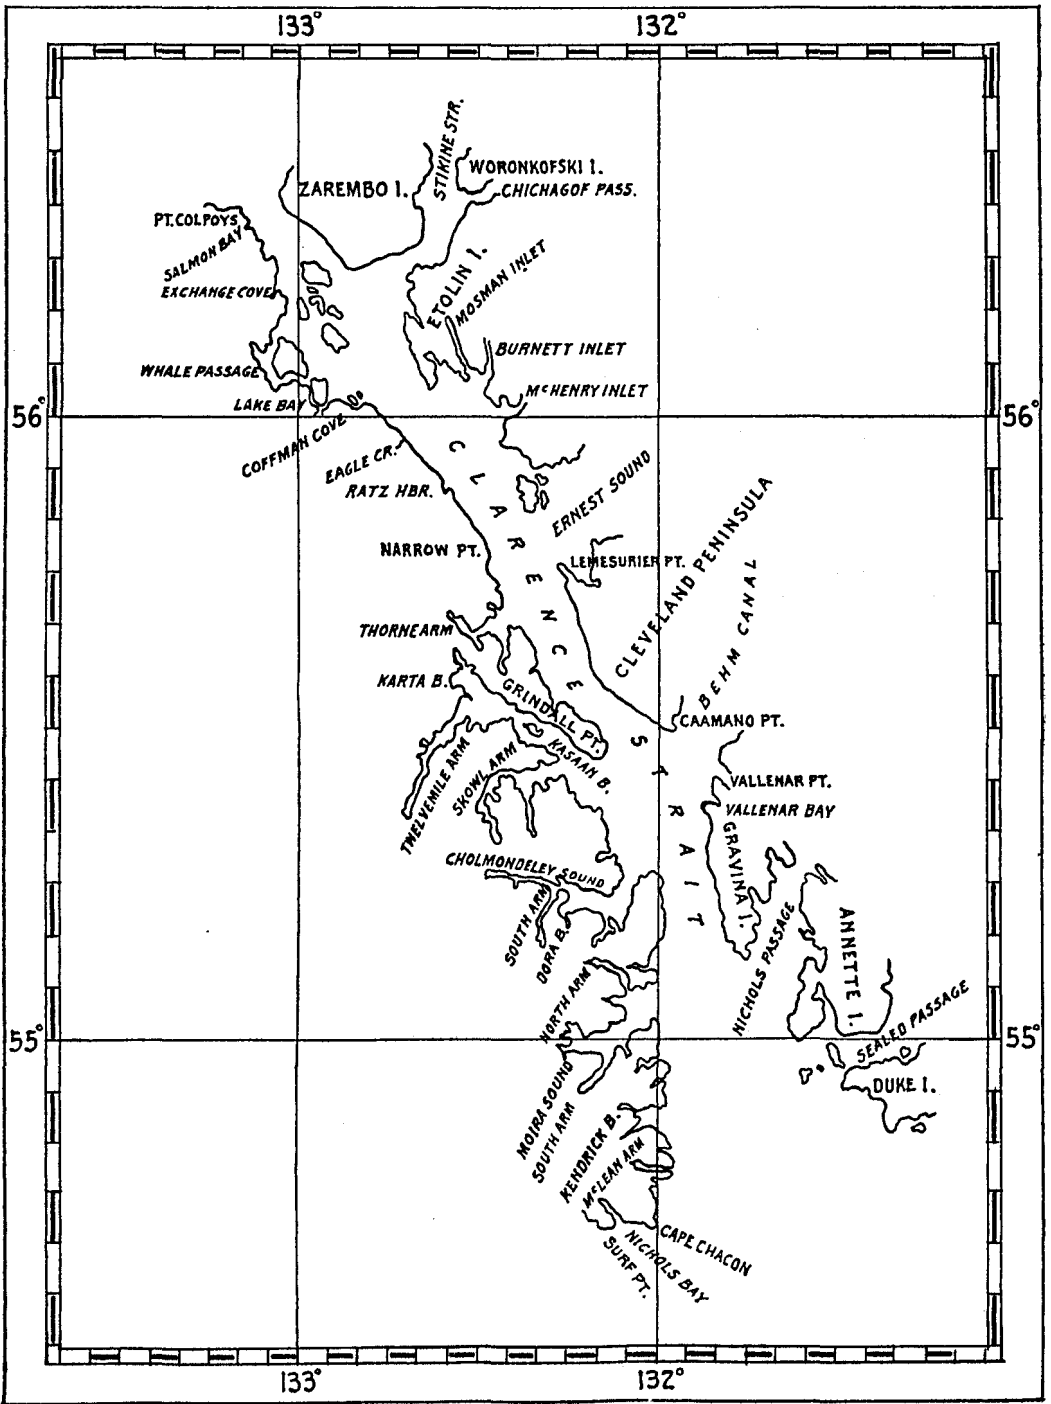 133° 132°
STIKINE STR.
WORONKOFSKI I.
ZAREMBO I.
CHICHAGOF PASS.
PT. COLPOYS
SALMON BAY
EXCHANGE COVE
ETOLIN I.
MOSMAN INLET
BURNETT INLET
WHALE PASSAGE
McHENRY INLET
LAKE BAY
56° 56°
COFFMAN COVE
EAGLE CR.
RATZ HBR.
CLARENCE STRAIT
ERNEST SOUND
NARROW PT.
LEMESURIER PT.
CLEVELAND PENINSULA
BEHM CANAL
THORNE ARM
KARTA B.
GRINDALL PT.
CAAMANO PT.
KASAAN B.
TWELVEMILE ARM
SKOWL ARM
VALLENAR PT.
VALLENAR BAY
GRAVINA I.
CHOLMONDELEY SOUND
SOUTH ARM
DORA B.
NICHOLS PASSAGE
ANNETTE I.
NORTH ARM
55° 55°
SEALED PASSAGE
DUKE I.
MOIRA SOUND
SOUTH ARM
KENDRICK B.
McLEAN ARM
CAPE CHACON
NICHOLS BAY
SURF PT.
133° 132°